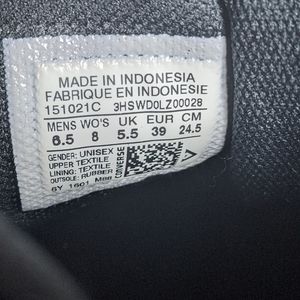 MADE IN INDONESIA
FABRIQUE EN INDONESIE
151021C 3HSWD0LZ00028
MENS WO'S UK EUR CM
6.5 8 5.5 39 24.5
GENDER: UNISEX
UPPER TEXTILE
LINING: TEXTILE
OUTSOLE: RUBBER
CONVERSE